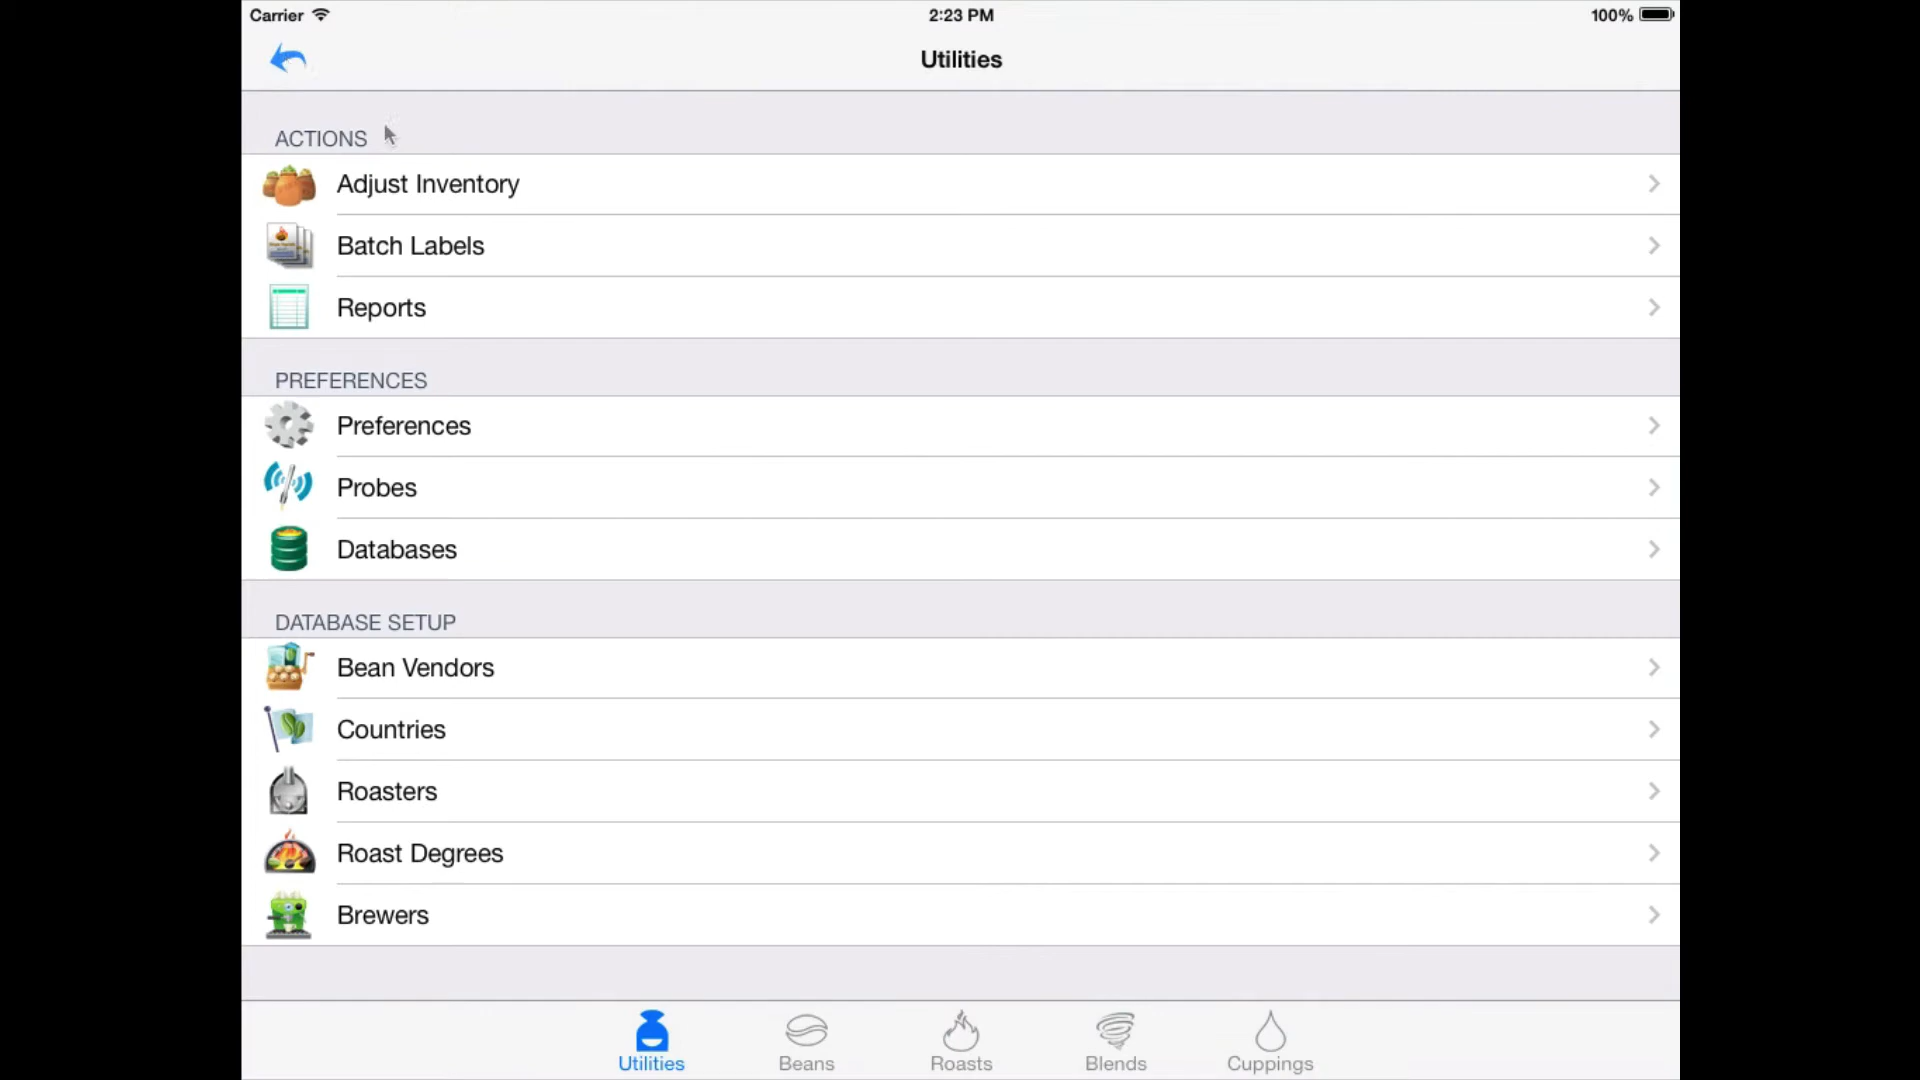 Carrier
2:23 PM
100%
Utilities
ACTIONS
Adjust Inventory
Batch Labels
Reports
PREFERENCES
Preferences
Probes
Databases
DATABASE SETUP
Bean Vendors
Countries
Roasters
Roast Degrees
Brewers
Utilities
Beans
Roasts
Blends
Cuppings